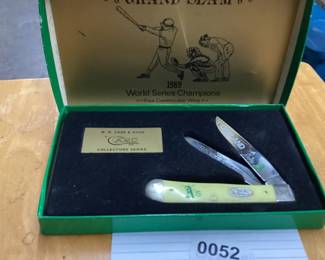 GRAND SLAM
1989
World Series Champions
W. R. CASE & SONS
CASE
COLLECTORS SERIES
A's
0052